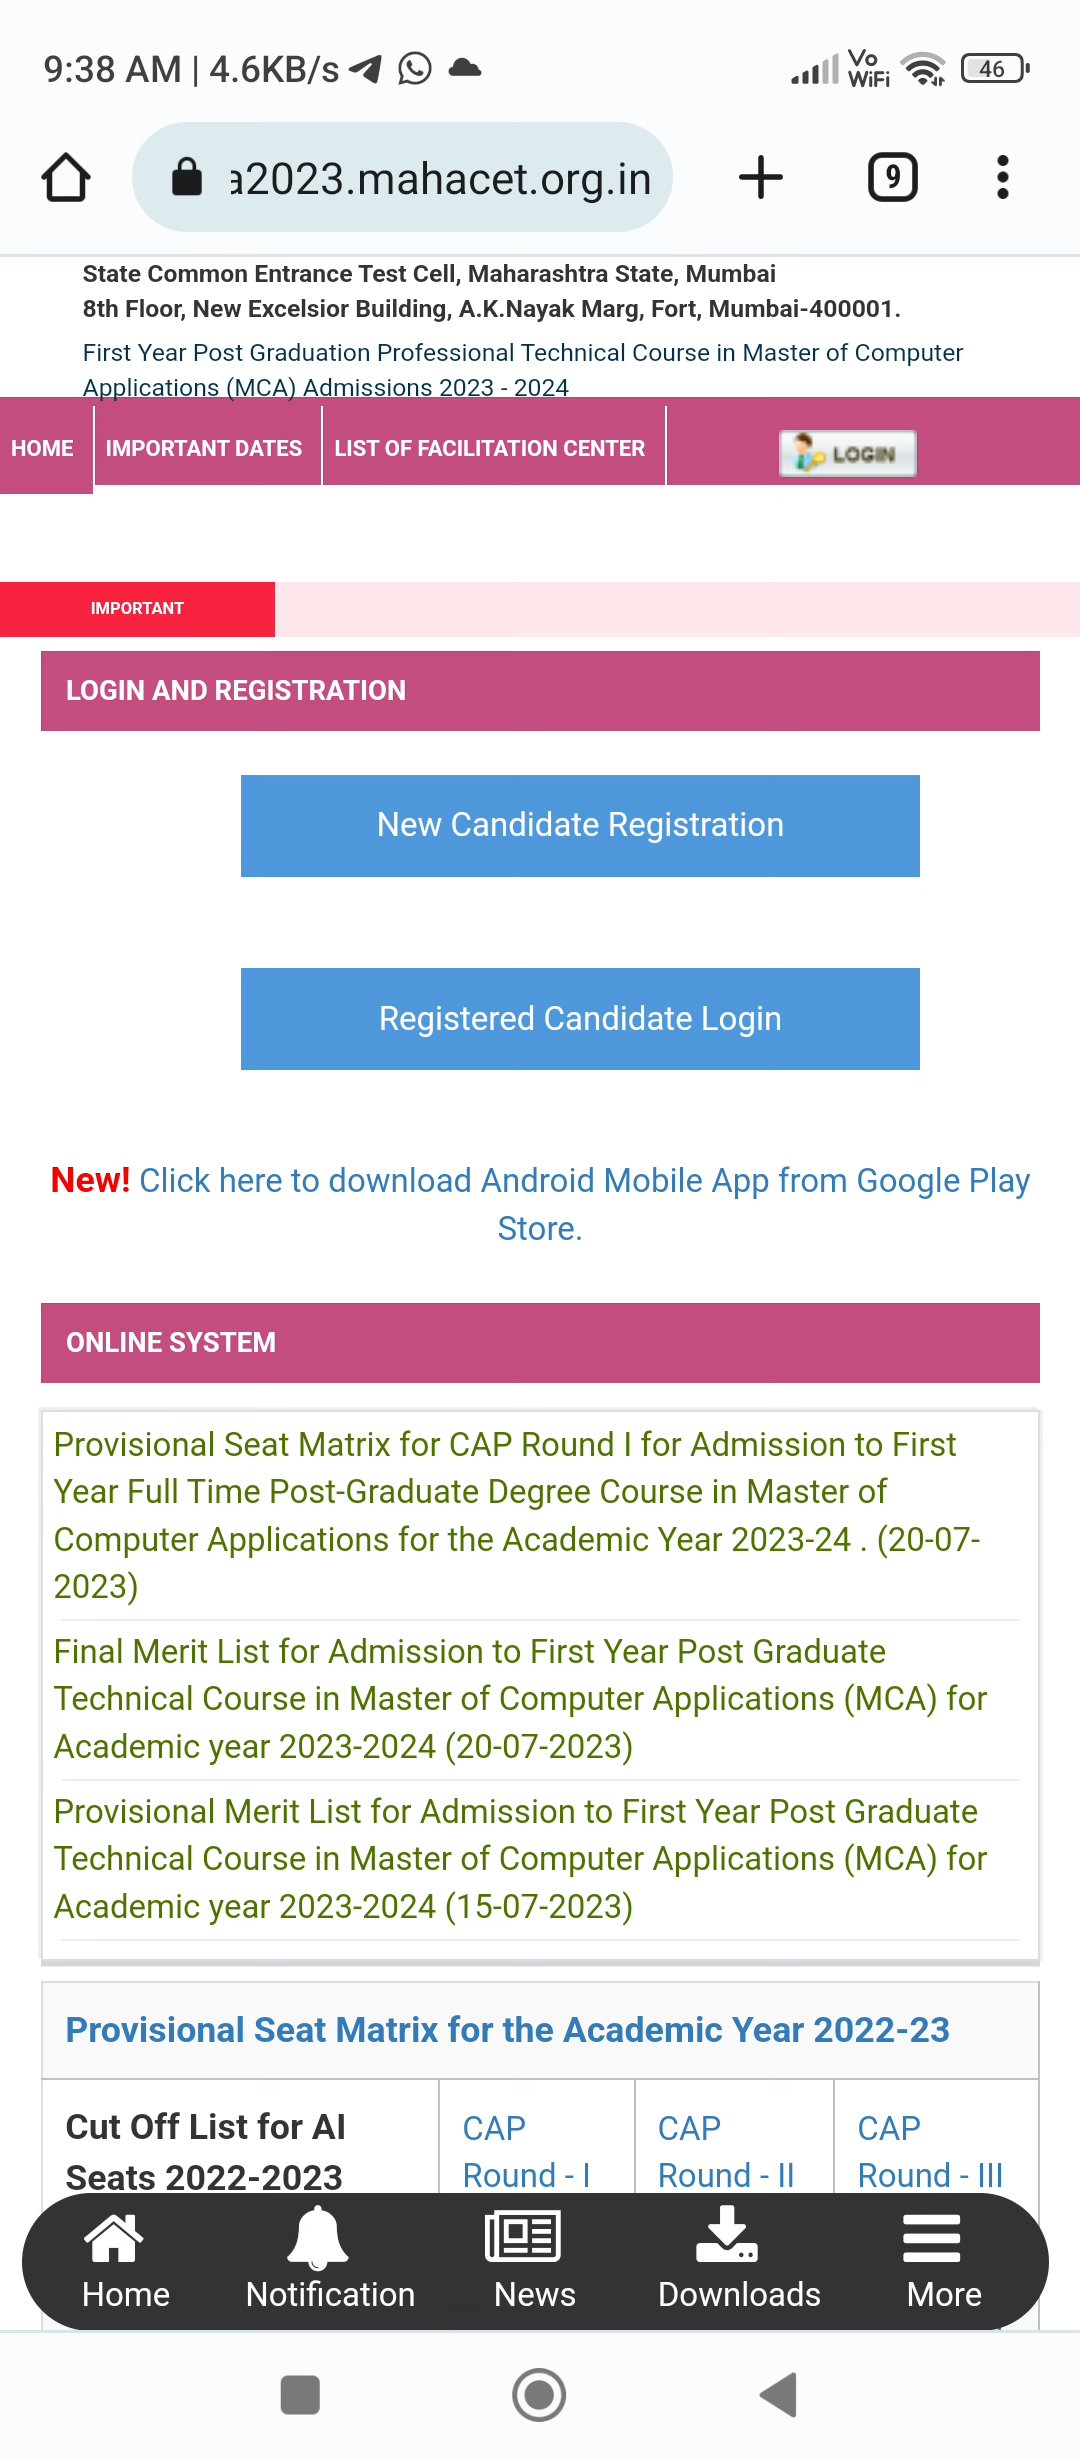 9:38 AM | 4.6KB/s
Vo
WiFi
46
a2023.mahacet.org.in
9
State Common Entrance Test Cell, Maharashtra State, Mumbai
8th Floor, New Excelsior Building, A.K.Nayak Marg, Fort, Mumbai-400001.
First Year Post Graduation Professional Technical Course in Master of Computer
Applications (MCA) Admissions 2023 - 2024
HOME
IMPORTANT DATES
LIST OF FACILITATION CENTER
LOGIN
IMPORTANT
LOGIN AND REGISTRATION
New Candidate Registration
Registered Candidate Login
New! Click here to download Android Mobile App from Google Play
Store.
ONLINE SYSTEM
Provisional Seat Matrix for CAP Round I for Admission to First
Year Full Time Post-Graduate Degree Course in Master of
Computer Applications for the Academic Year 2023-24 . (20-07-
2023)
Final Merit List for Admission to First Year Post Graduate
Technical Course in Master of Computer Applications (MCA) for
Academic year 2023-2024 (20-07-2023)
Provisional Merit List for Admission to First Year Post Graduate
Technical Course in Master of Computer Applications (MCA) for
Academic year 2023-2024 (15-07-2023)
Provisional Seat Matrix for the Academic Year 2022-23
Cut Off List for AI
Seats 2022-2023
CAP
Round - I
CAP
Round - II
CAP
Round - III
Home
Notification
News
Downloads
More